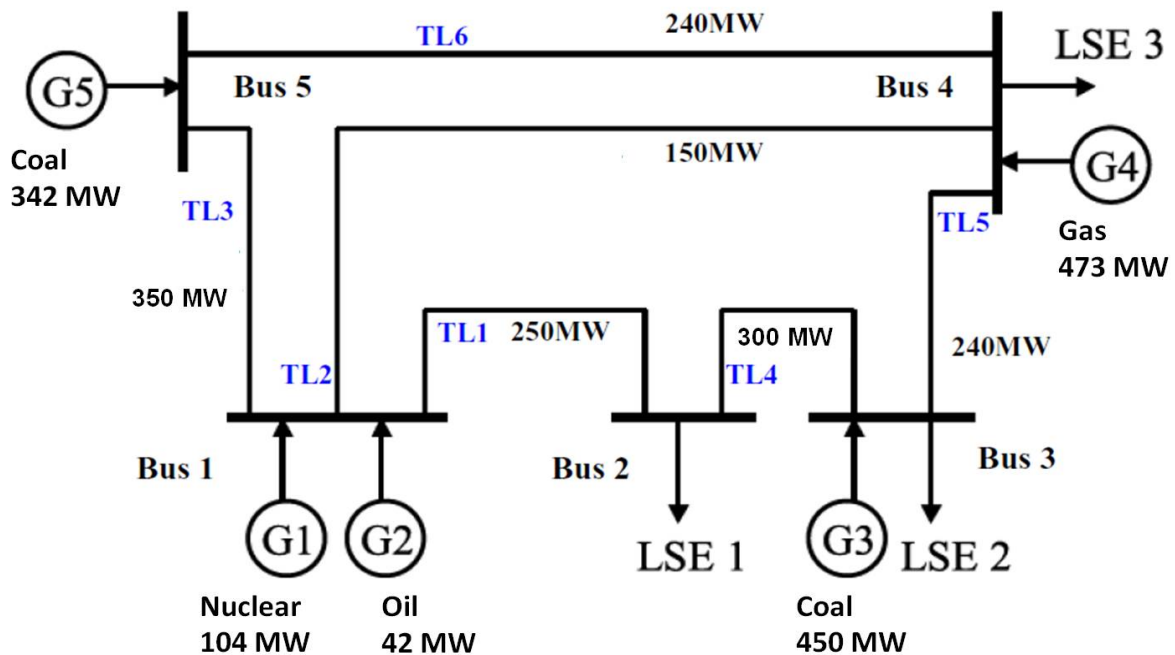 240MW
TL6
LSE 3
G5
Bus 5
Bus 4
150MW
G4
Coal
342 MW
TL3
TL5
Gas
473 MW
350 MW
TL1
250MW
300 MW
240MW
TL2
TL4
Bus 1
Bus 2
Bus 3
G1
G2
LSE 1
G3
LSE 2
Nuclear
104 MW
Oil
42 MW
Coal
450 MW